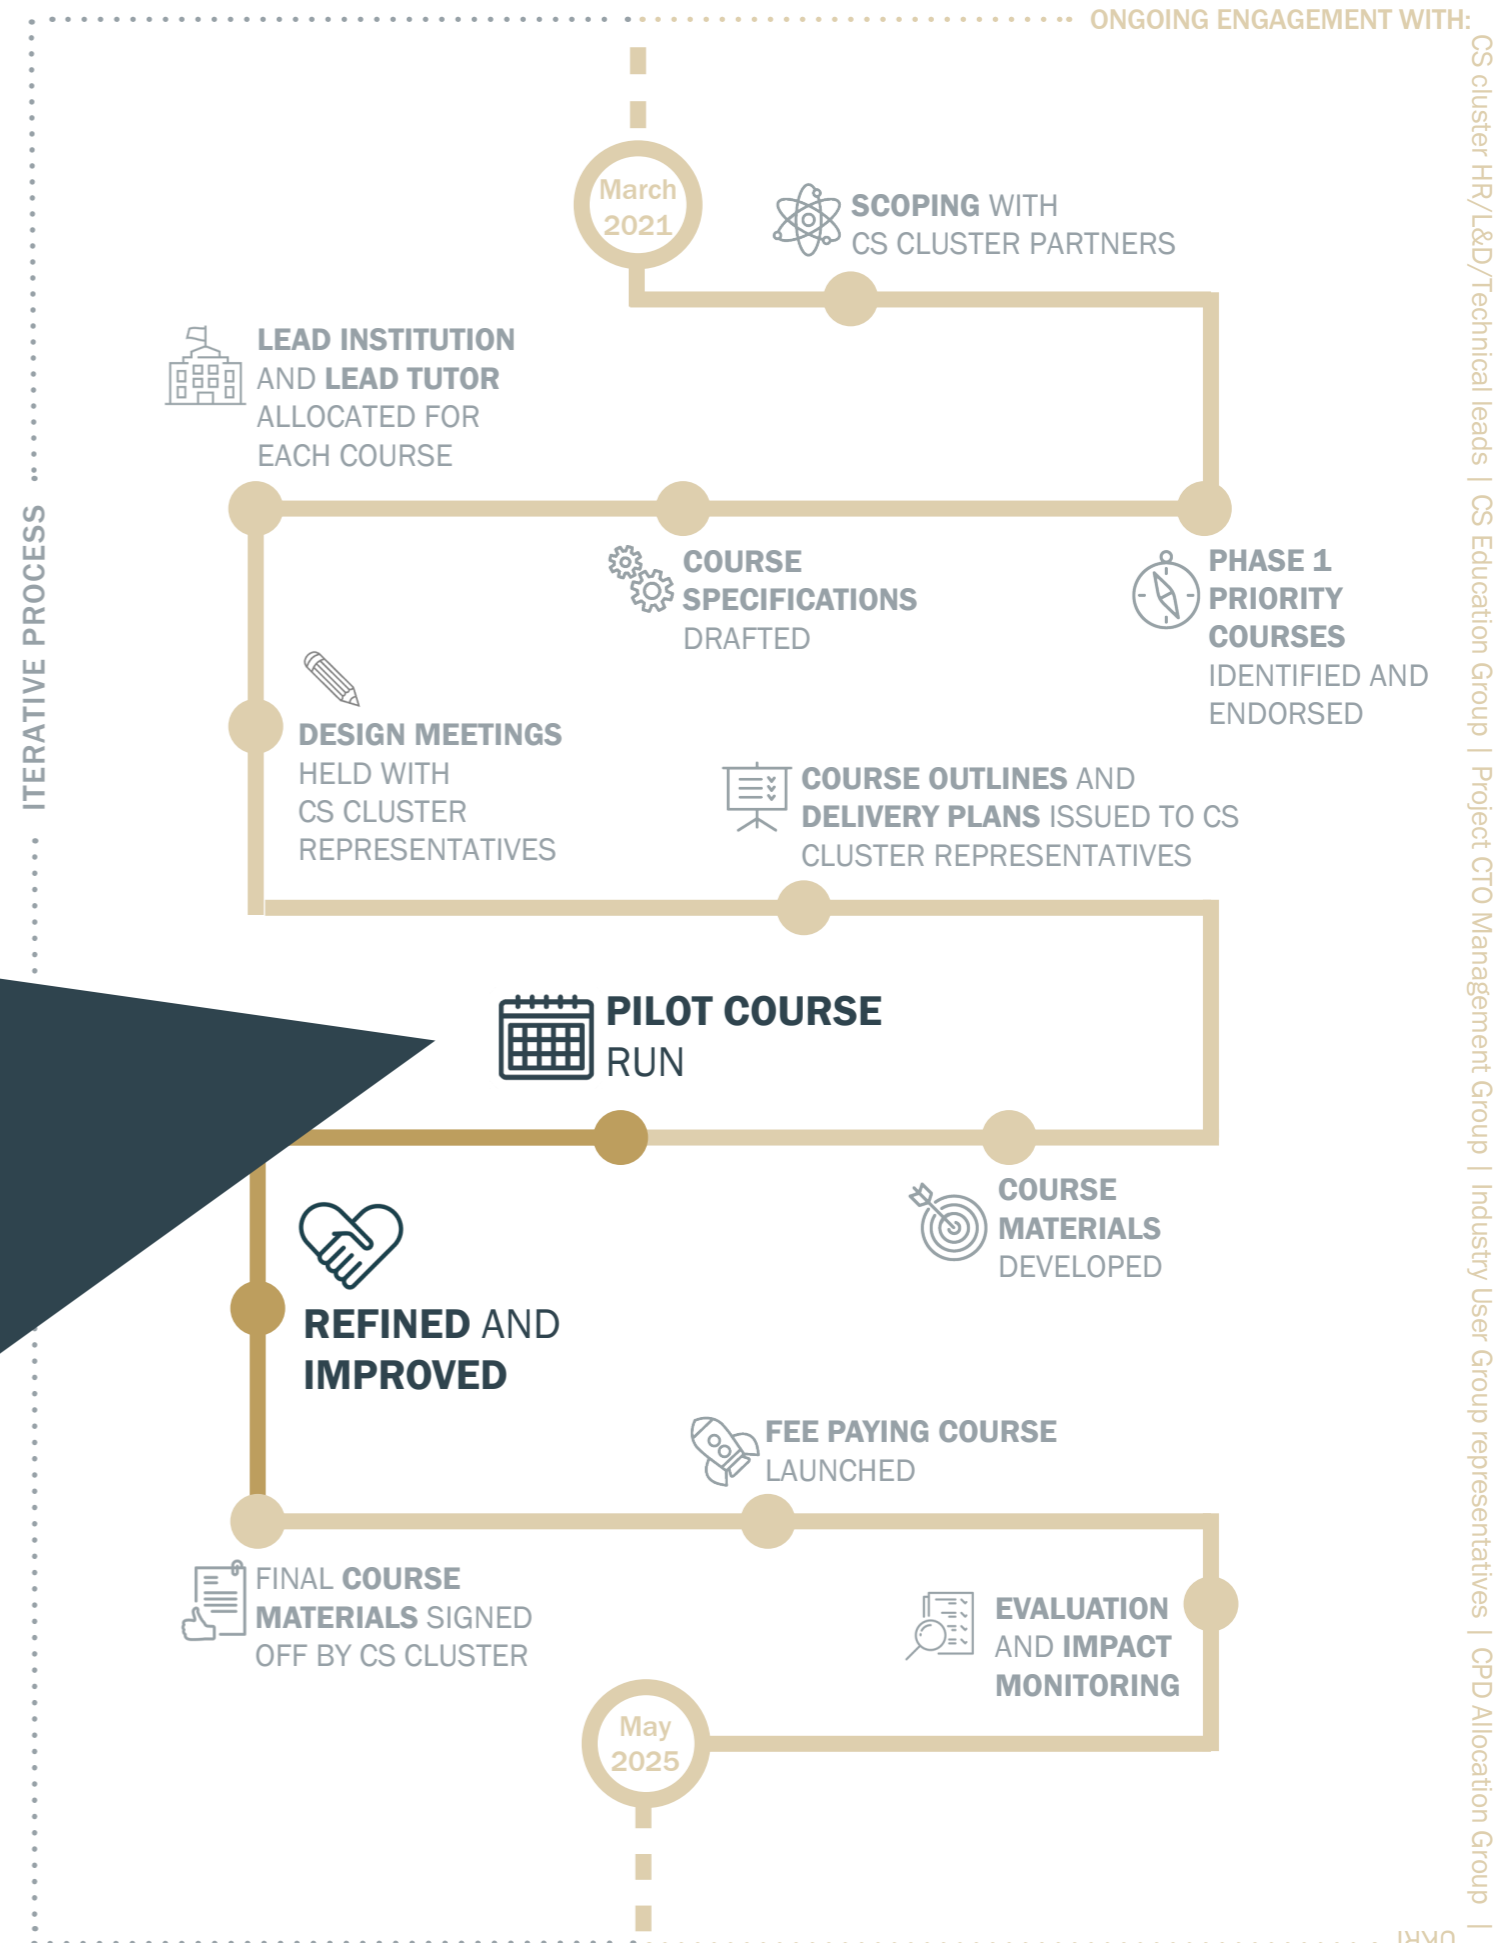 ONGOING ENGAGEMENT WITH:
CS cluster HR/L&D/Technical leads | CS Education Group | Project CTO Management Group | Industry User Group representatives | CPD Allocation Group |
UKRI
ITERATIVE PROCESS
March
2021
SCOPING WITH
CS CLUSTER PARTNERS
PHASE 1
PRIORITY
COURSES
IDENTIFIED AND
ENDORSED
COURSE
SPECIFICATIONS
DRAFTED
LEAD INSTITUTION
AND LEAD TUTOR
ALLOCATED FOR
EACH COURSE
DESIGN MEETINGS
HELD WITH
CS CLUSTER
REPRESENTATIVES
COURSE OUTLINES AND
DELIVERY PLANS ISSUED TO CS
CLUSTER REPRESENTATIVES
COURSE
MATERIALS
DEVELOPED
PILOT COURSE
RUN
REFINED AND
IMPROVED
FINAL COURSE
MATERIALS SIGNED
OFF BY CS CLUSTER
FEE PAYING COURSE
LAUNCHED
EVALUATION
AND IMPACT
MONITORING
May
2025